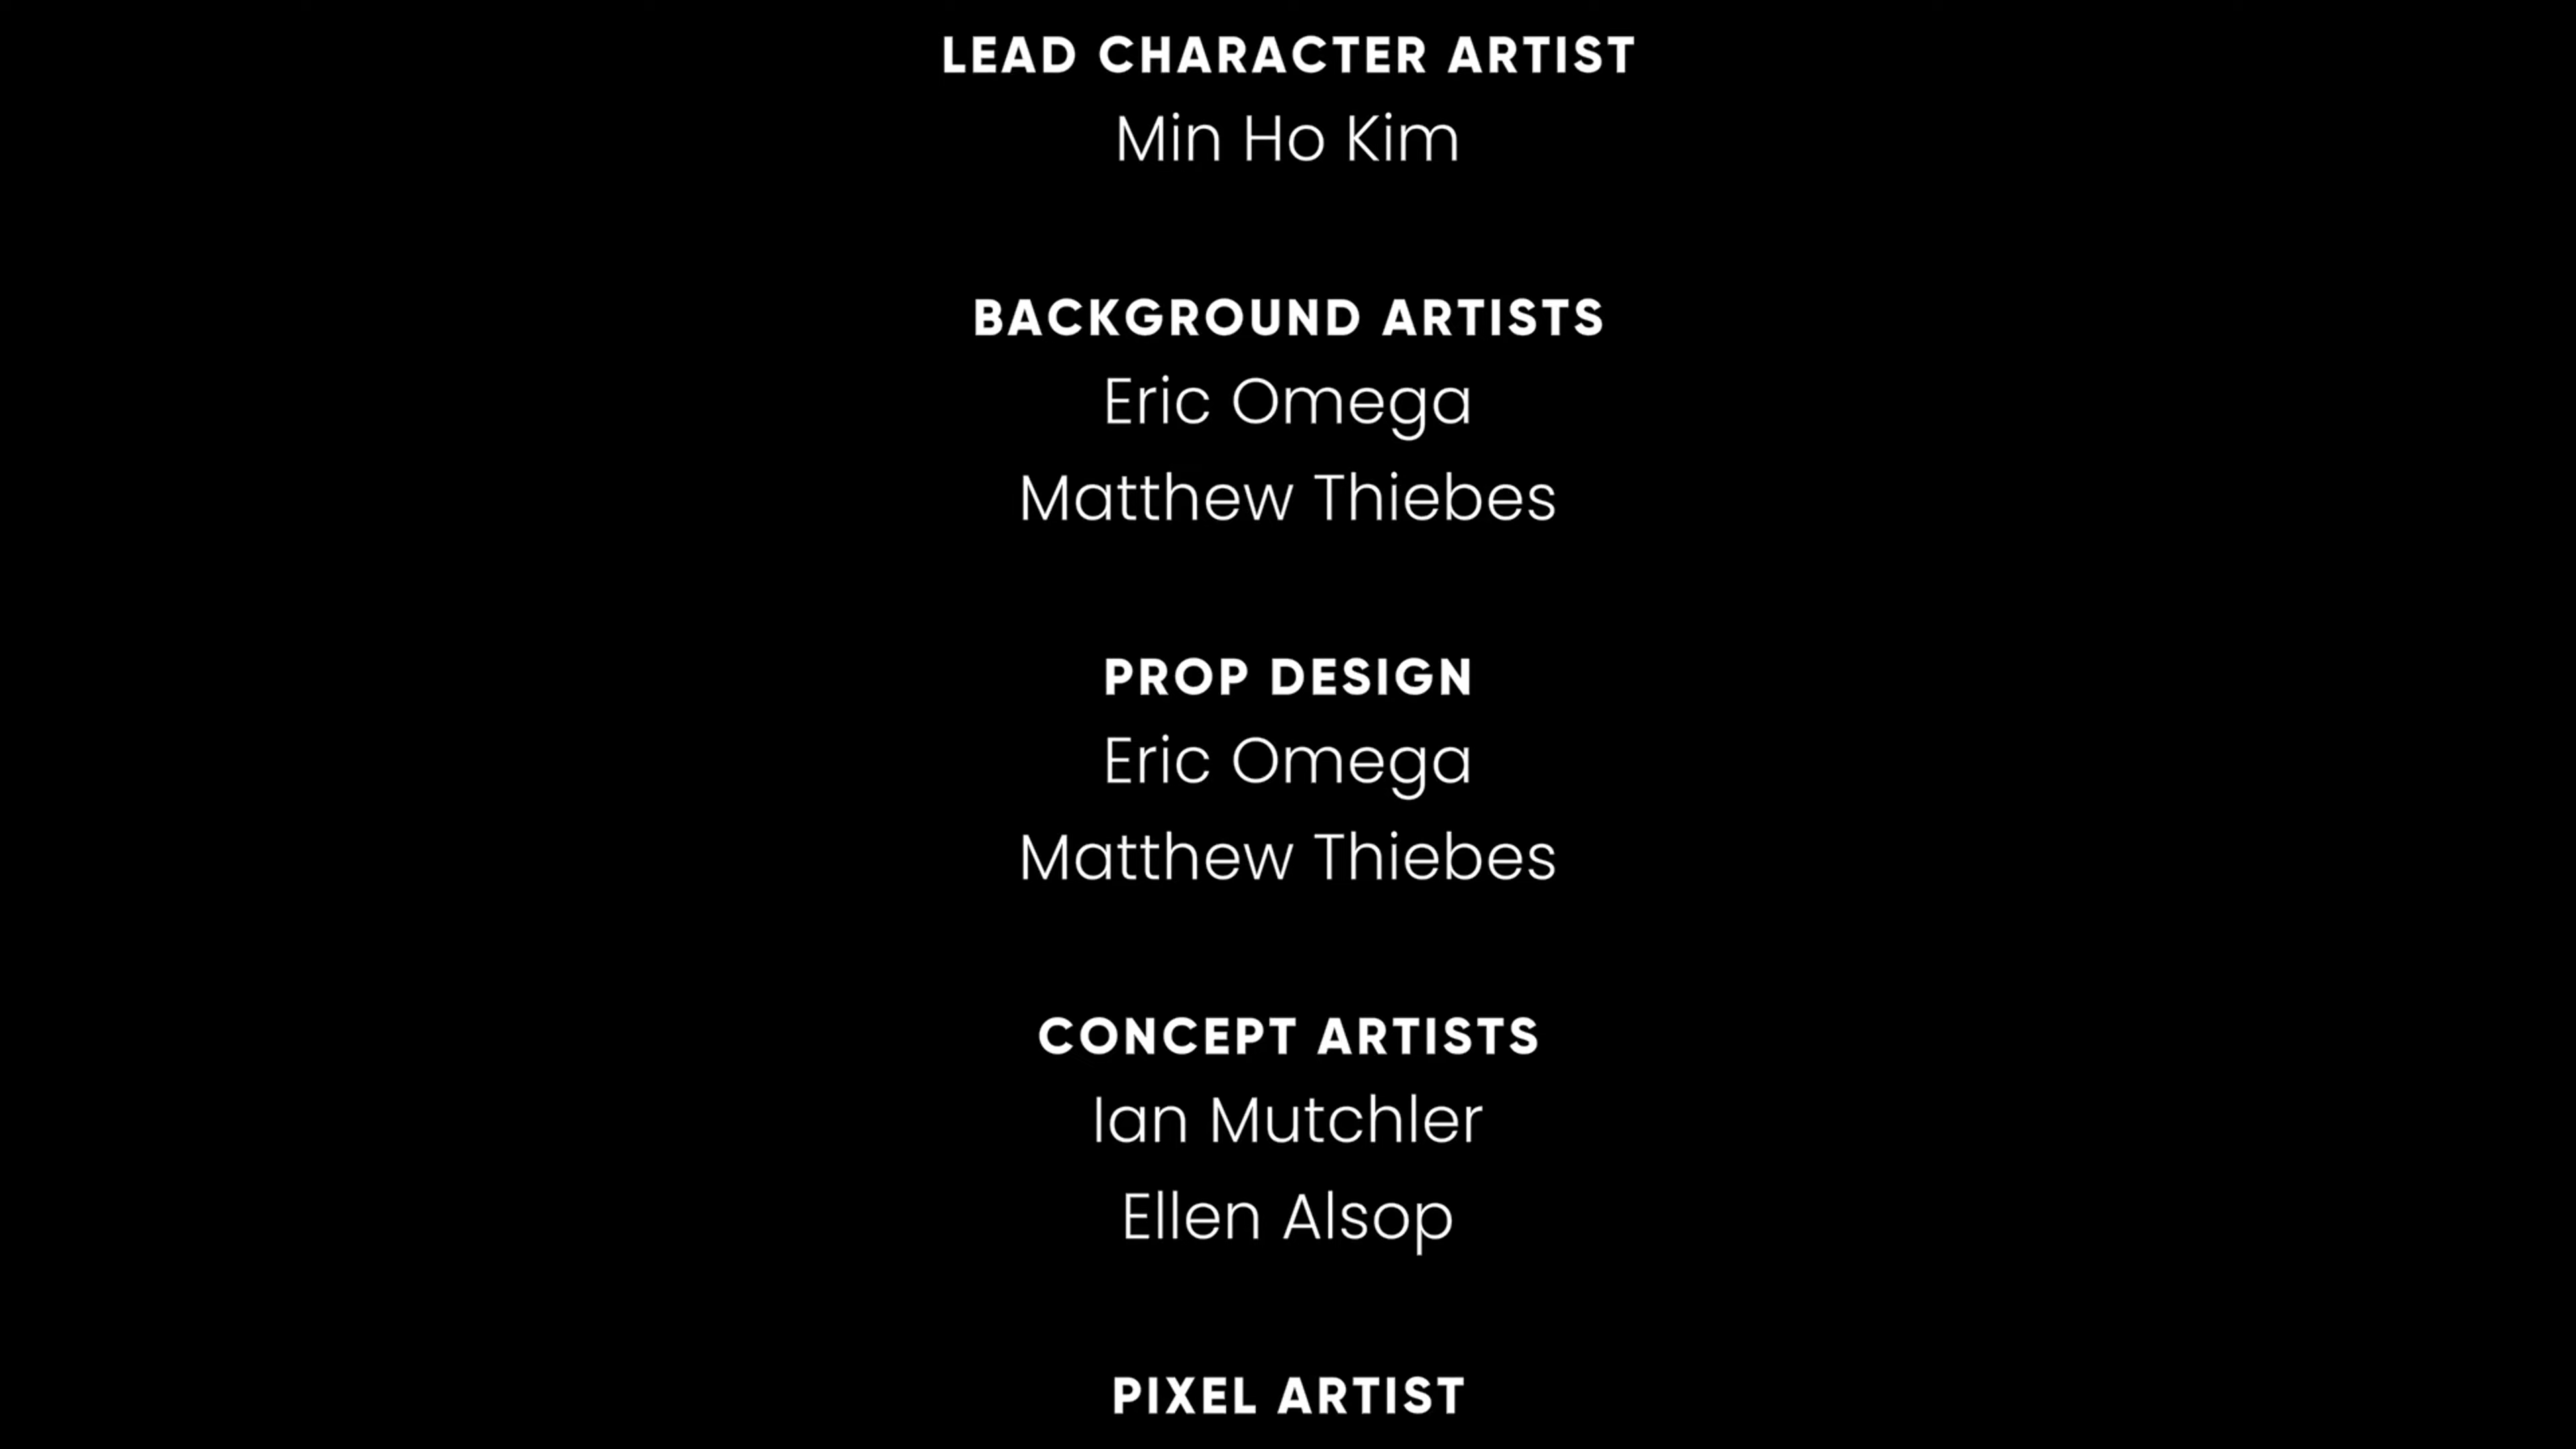 LEAD CHARACTER ARTIST
Min Ho Kim
BACKGROUND ARTISTS
Eric Omega
Matthew Thiebes
PROP DESIGN
Eric Omega
Matthew Thiebes
CONCEPT ARTISTS
Ian Mutchler
Ellen Alsop
PIXEL ARTIST